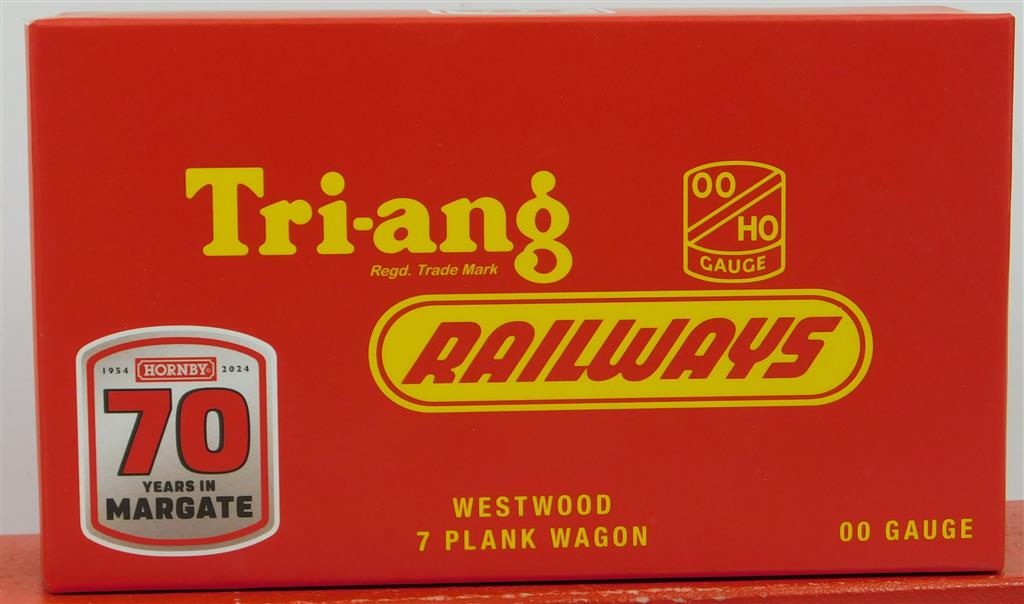 Tri-ang
Regd. Trade Mark
OO
HO
GAUGE
RAILWAYS
1954 HORNBY 2024
70
YEARS IN
MARGATE
WESTWOOD
7 PLANK WAGON
00 GAUGE